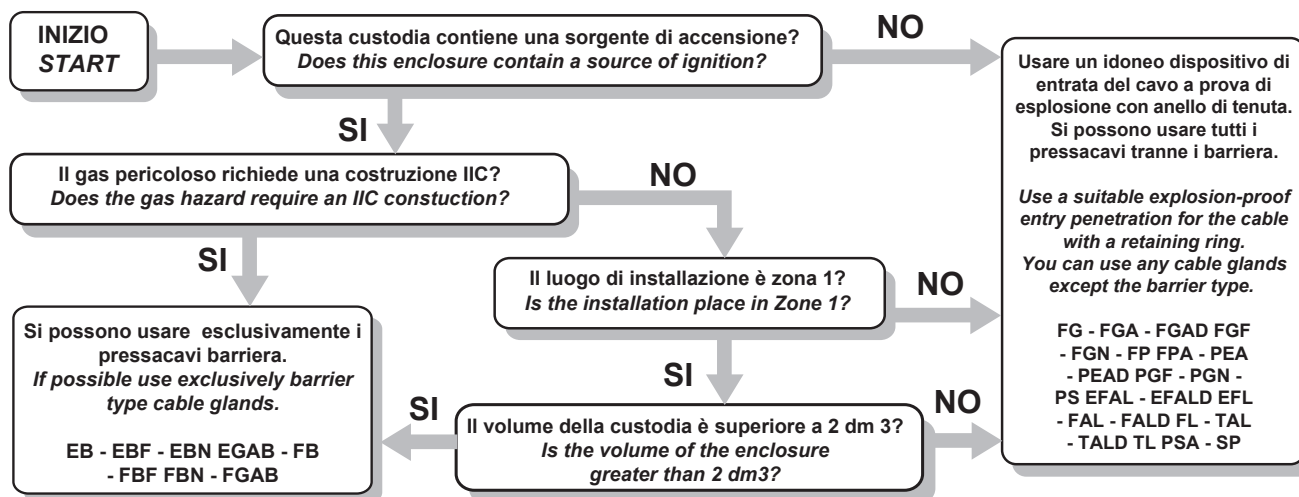 INIZIO
START
Questa custodia contiene una sorgente di accensione?
Does this enclosure contain a source of ignition?
NO
SI
Il gas pericoloso richiede una costruzione IIC?
Does the gas hazard require an IIC constuction?
NO
SI
Il luogo di installazione è zona 1?
Is the installation place in Zone 1?
NO
SI
Il volume della custodia è superiore a 2 dm 3?
Is the volume of the enclosure
greater than 2 dm3?
SI
NO
Si possono usare esclusivamente i
pressacavi barriera.
If possible use exclusively barrier
type cable glands.
EB - EBF - EBN EGAB - FB
- FBF FBN - FGAB
Usare un idoneo dispositivo di
entrata del cavo a prova di
esplosione con anello di tenuta.
Si possono usare tutti i
pressacavi tranne i barriera.
Use a suitable explosion-proof
entry penetration for the cable
with a retaining ring.
You can use any cable glands
except the barrier type.
FG - FGA - FGAD FGF
- FGN - FP FPA - PEA
- PEAD PGF - PGN -
PS EFAL - EFALD EFL
- FAL - FALD FL - TAL
- TALD TL PSA - SP